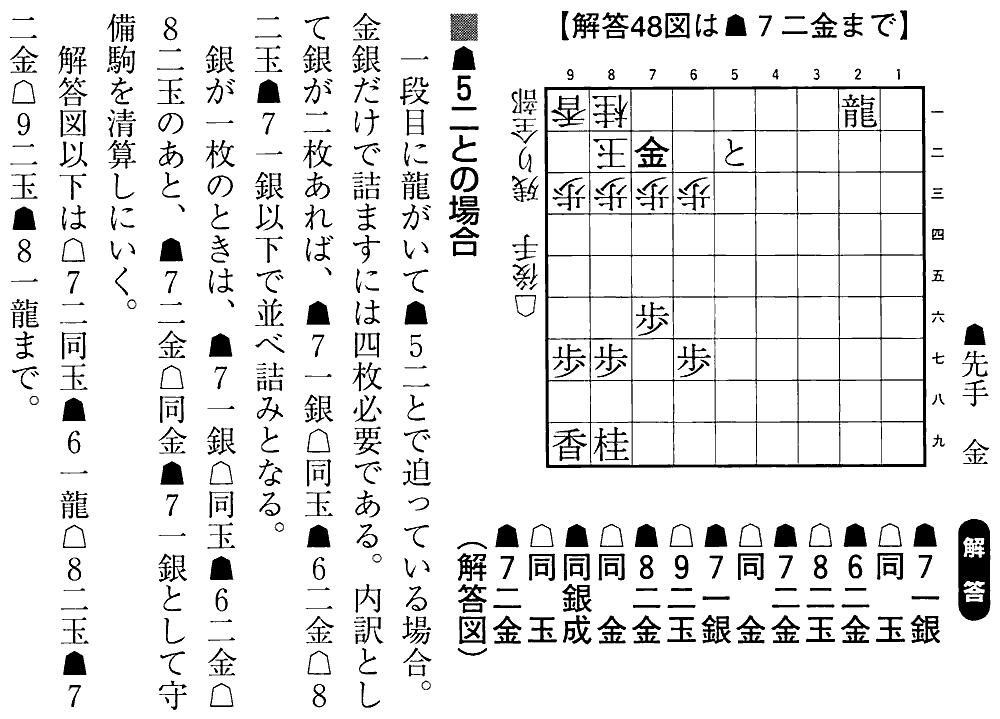 【解答48図は☗７二金まで】
９ ８ ７ ６ ５ ４ ３ ２ １
香 桂 龍 一
王 金 と 二
歩 歩 歩 歩 三
四
五
歩 六
歩 歩 歩 七
八
香 桂 九
☗先手 金
☖後手 残り全部
解答
☗７一銀
☖同玉
☗６二金
☖８二玉
☗７二金
☖同金
☗７一銀
☖９二玉
☗８二金
☖同金
☗同銀成
☖同玉
☗７二金
（解答図）
■☗５二との場合
一段目に龍がいて☗５二とで迫っている場合。
金銀だけで詰ますには四枚必要である。内訳とし
て銀が二枚あれば、☗７一銀☖同玉☗６二金☖８
二玉☗７一銀以下で並べ詰みとなる。
銀が一枚のときは、☗７一銀☖同玉☗６二金☖
８二玉のあと、☗７二金☖同金☗７一銀として守
備駒を清算しにいく。
解答図以下は☖７二同玉☗６一龍☖８二玉☗７
二金☖９二玉☗８一龍まで。